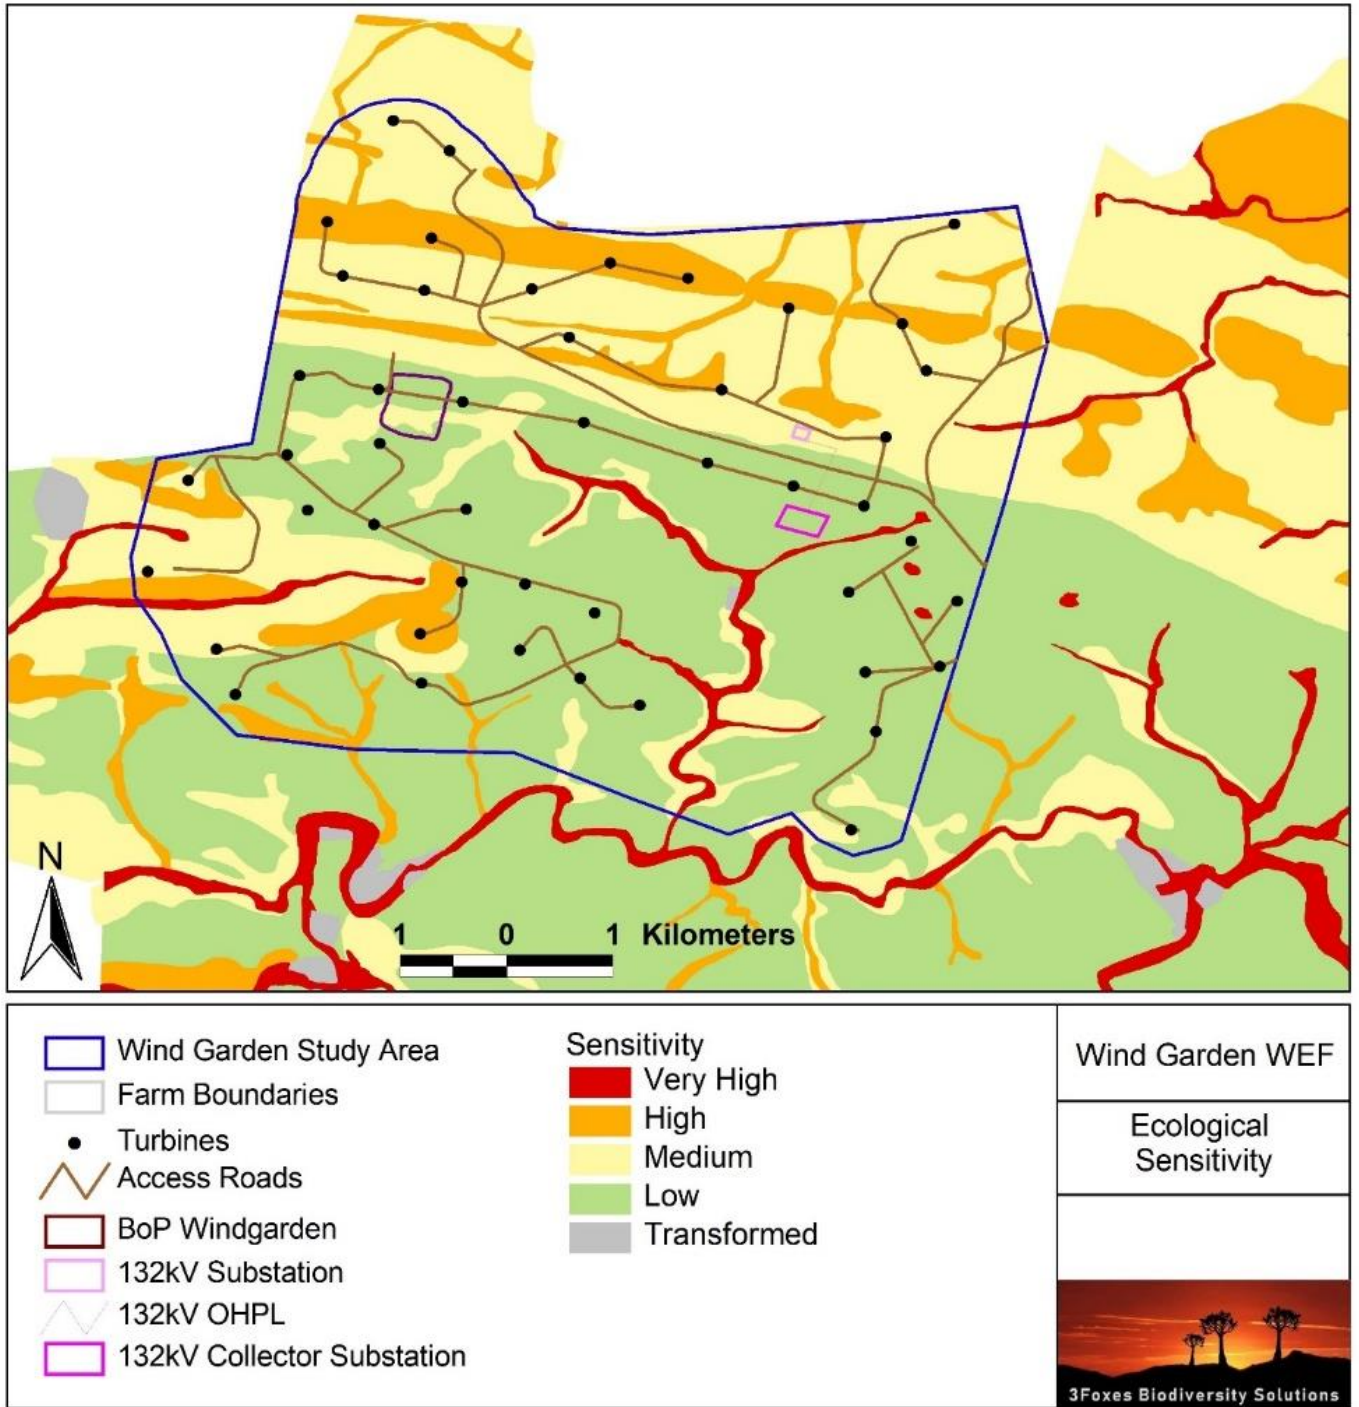 N
1 0 1 Kilometers
Wind Garden Study Area
Farm Boundaries
Turbines
Access Roads
BoP Windgarden
132kV Substation
132kV OHPL
132kV Collector Substation
Sensitivity
Very High
High
Medium
Low
Transformed
Wind Garden WEF
Ecological
Sensitivity
3Foxes Biodiversity Solutions